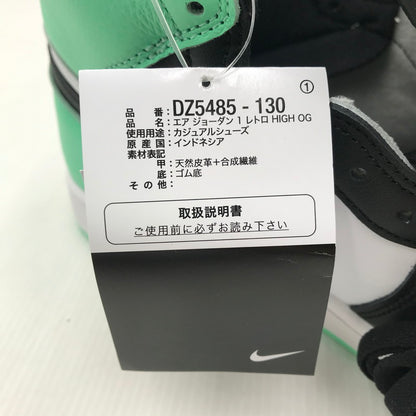 ①
品番: DZ5485 - 130
品名: エア ジョーダン 1 レトロ HIGH OG
使用用途: カジュアルシューズ
原産国: インドネシア
素材表記
甲: 天然皮革+合成繊維
底: ゴム底
その他:
取扱説明書
ご使用前に必ずお読み下さい